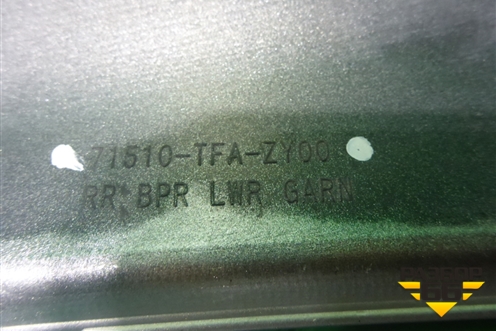 71510-TFA-ZY00
RR BPR LWR GARN